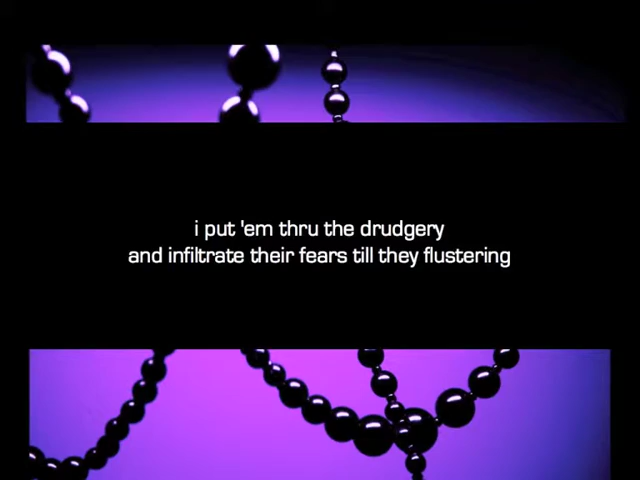 i put 'em thru the drudgery
and infiltrate their fears till they flustering